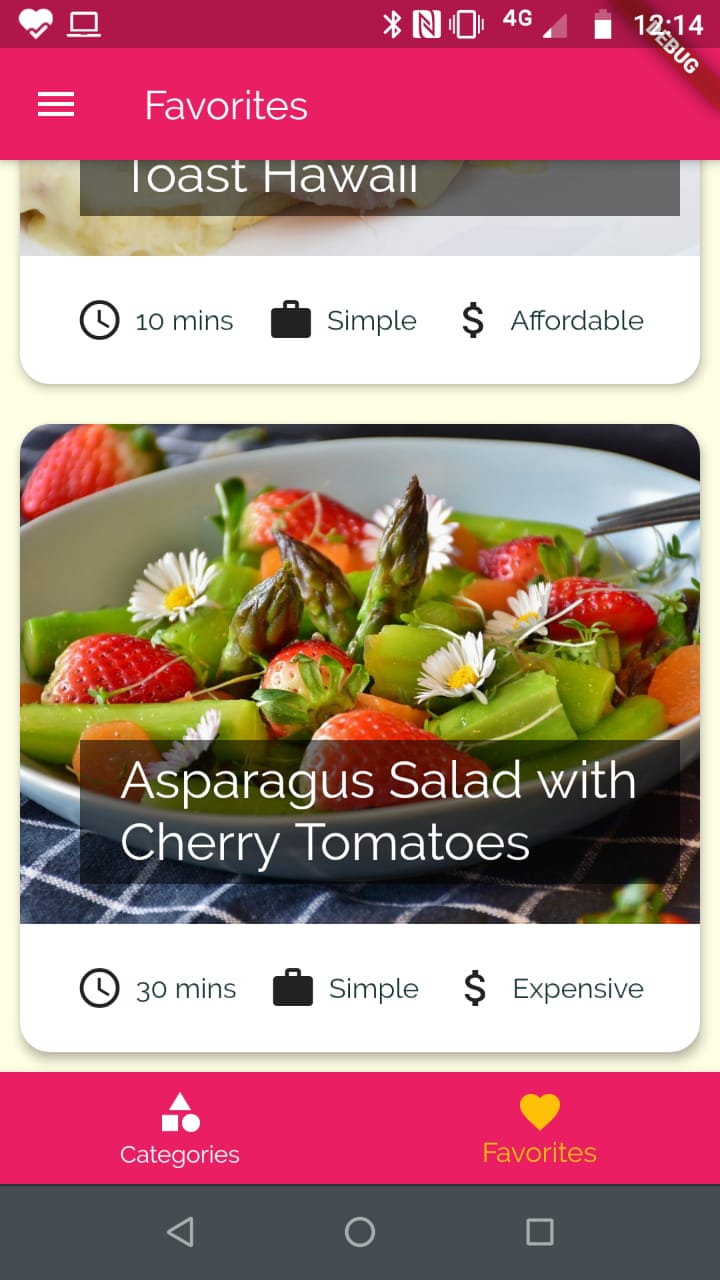 4G 12:14
DEBUG
Favorites
Toast Hawaii
10 mins Simple Affordable
Asparagus Salad with
Cherry Tomatoes
30 mins Simple Expensive
Categories Favorites